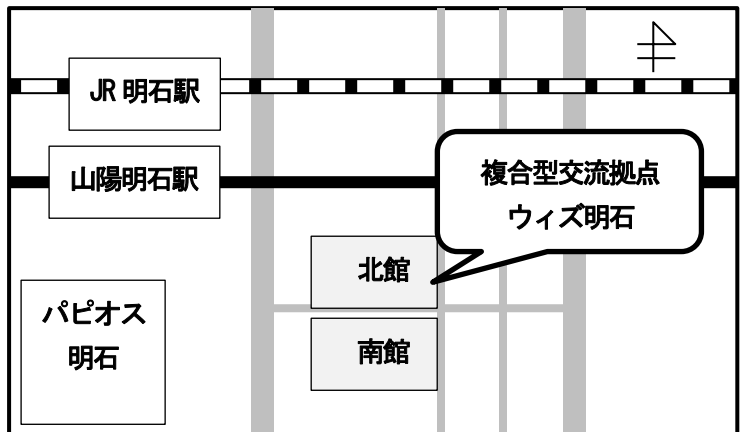 JR 明石駅
山陽明石駅
複合型交流拠点
ウィズ明石
北館
パピオス
明石
南館